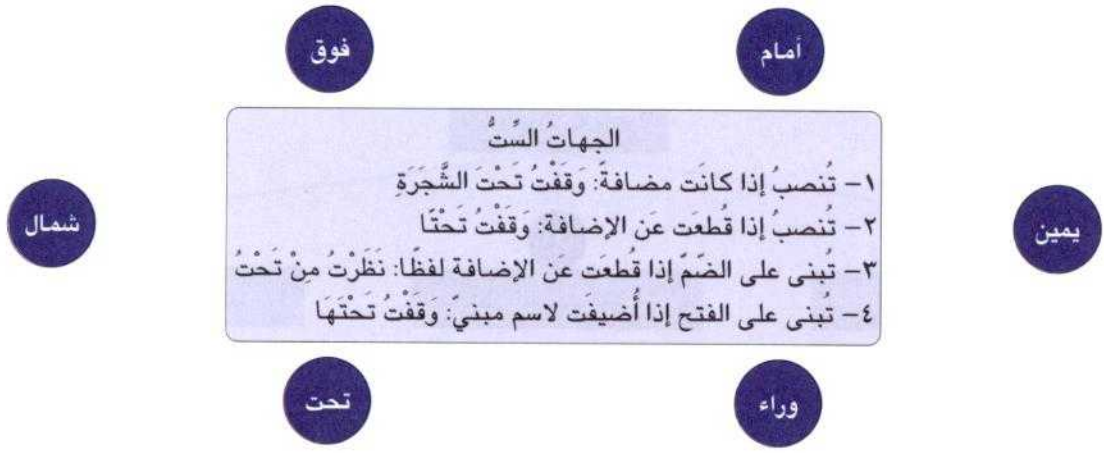 أمام
فوق
الجهاتُ السِّتُّ
١– تُنصبُ إذا كانَت مضافةً: وَقَفْتُ تَحْتَ الشَّجَرَةِ
٢– تُنصبُ إذا قُطعَت عَن الإضافة: وَقَفْتُ تَحْتًا
٣– تُبنى على الضّمّ إذا قُطعَت عَن الإضافة لفظًا: نَظَرْتُ مِنْ تَحْتُ
٤– تُبنى على الفتح إذا أُضيفَت لاسم مبنيّ: وَقَفْتُ تَحْتَهَا
يمين
شمال
وراء
تحت